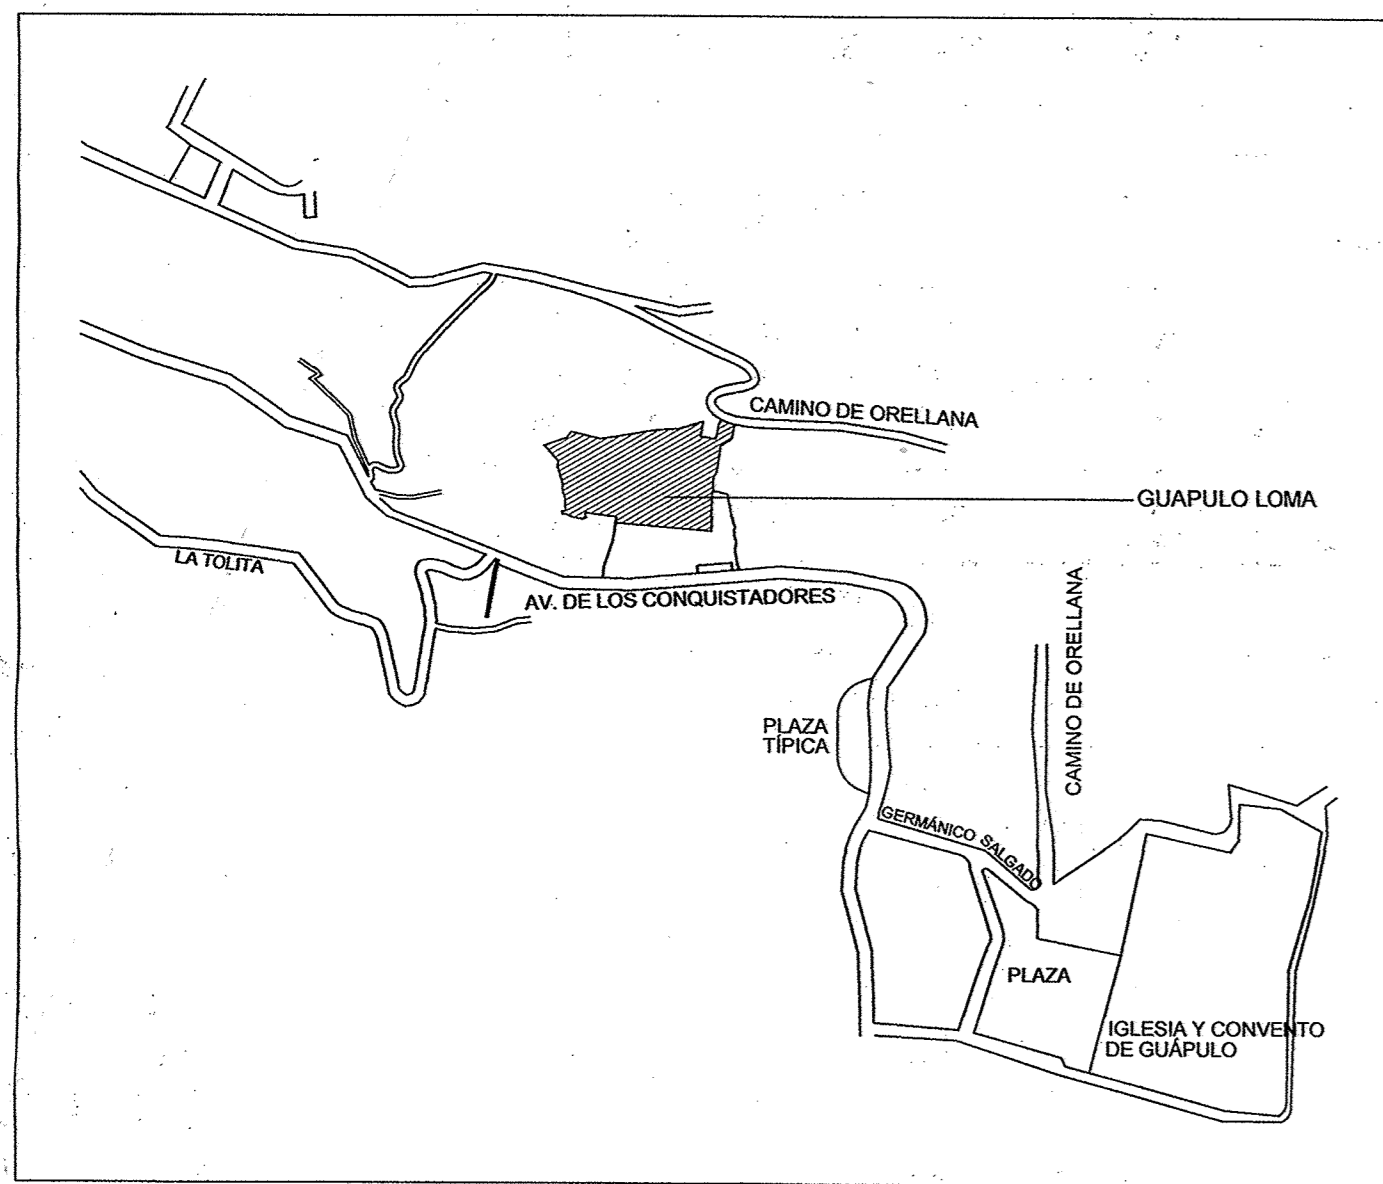 CAMINO DE ORELLANA
GUAPULO LOMA
LA TOLITA
AV. DE LOS CONQUISTADORES
CAMINO DE ORELLANA
PLAZA
TÍPICA
GERMÁNICO SALGADO
PLAZA
IGLESIA Y CONVENTO
DE GUÁPULO